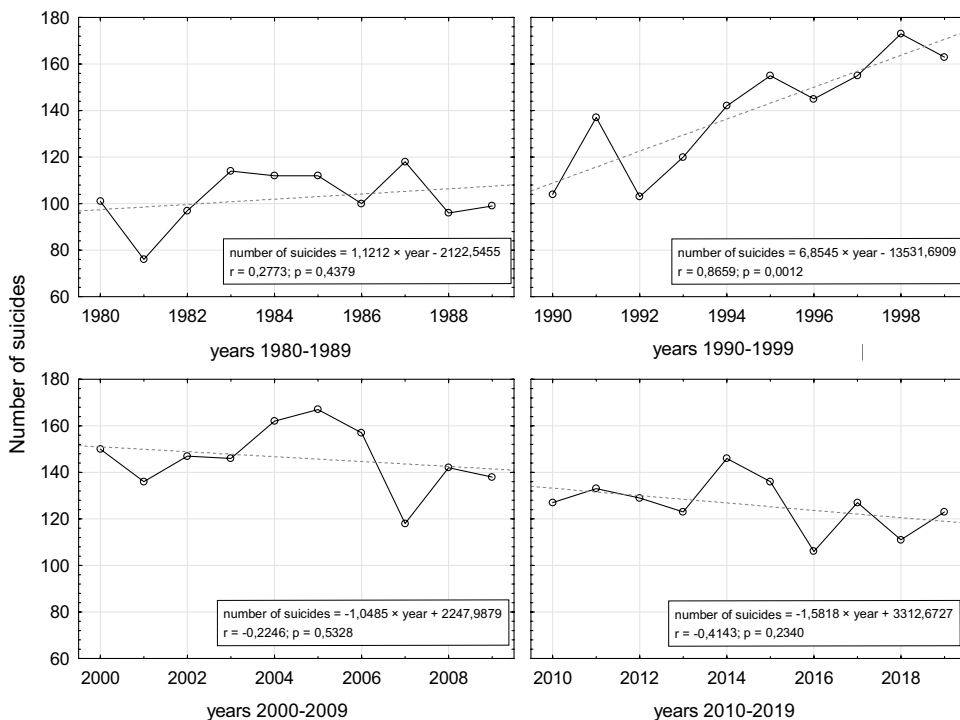 Number of suicides
180
160
140
120
100
80
60
number of suicides = 1,1212 × year - 2122,5455
r = 0,2773; p = 0,4379
1980 1982 1984 1986 1988
years 1980-1989
number of suicides = 6,8545 × year - 13531,6909
r = 0,8659; p = 0,0012
1990 1992 1994 1996 1998
years 1990-1999
180
160
140
120
100
80
60
number of suicides = -1,0485 × year + 2247,9879
r = -0,2246; p = 0,5328
2000 2002 2004 2006 2008
years 2000-2009
number of suicides = -1,5818 × year + 3312,6727
r = -0,4143; p = 0,2340
2010 2012 2014 2016 2018
years 2010-2019